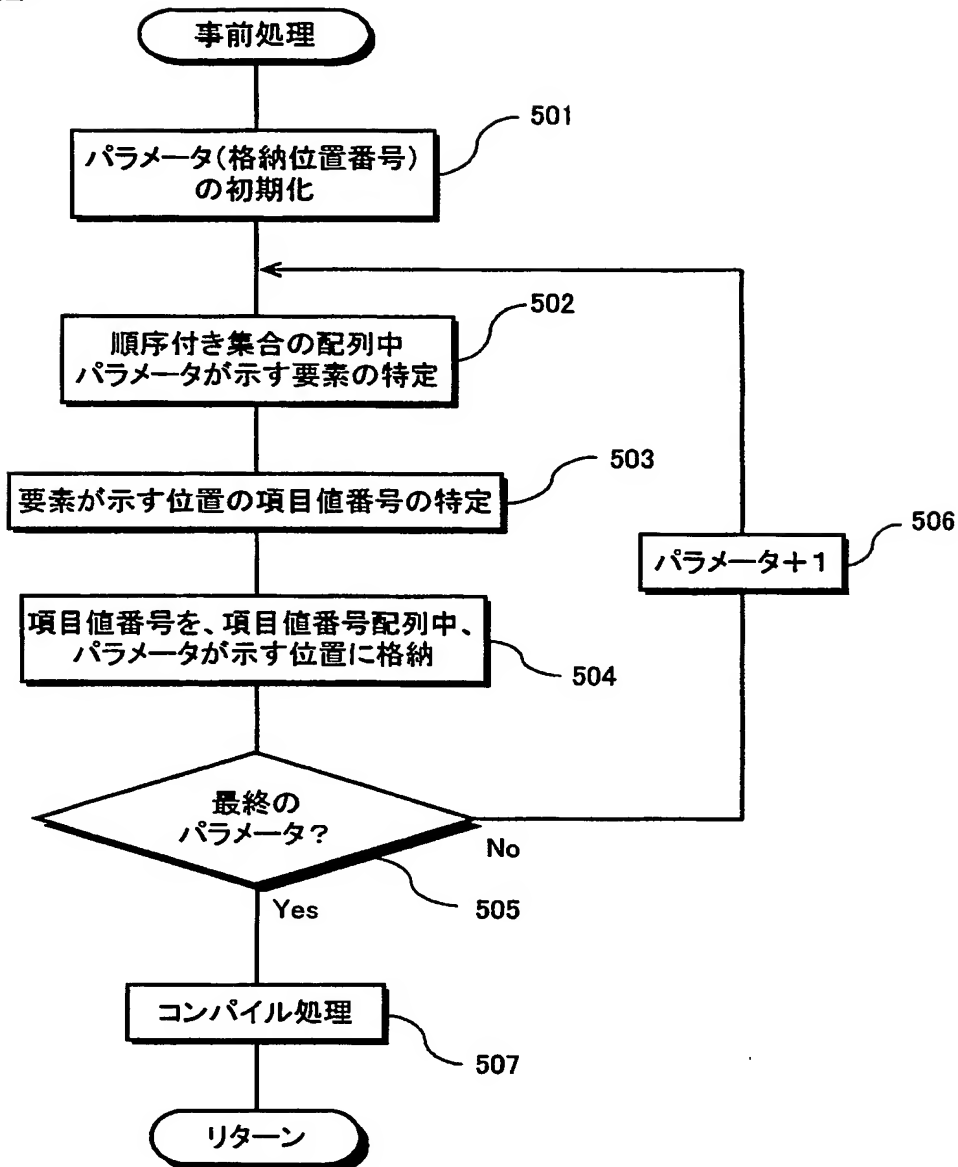 事前処理
501
パラメータ(格納位置番号)
の初期化
502
順序付き集合の配列中
パラメータが示す要素の特定
503
要素が示す位置の項目値番号の特定
506
パラメータ+1
項目値番号を、項目値番号配列中、
パラメータが示す位置に格納
504
最終の
パラメータ?
No
505
Yes
コンパイル処理
507
リターン